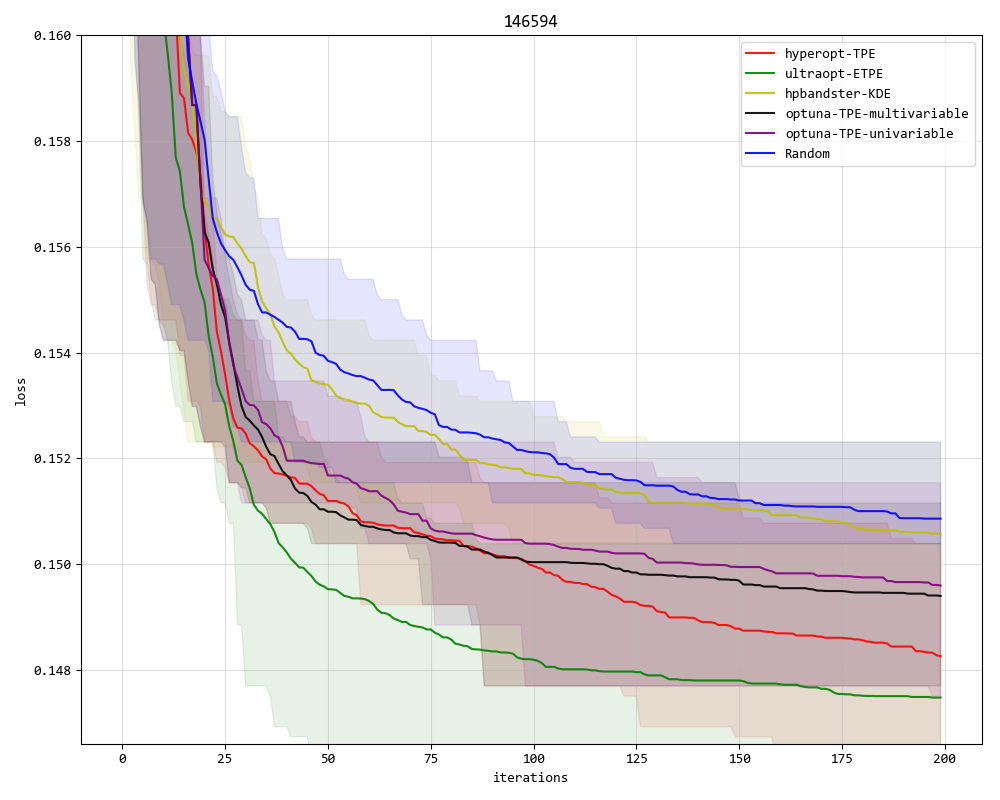 146594
0.160
0.158
0.156
0.154
0.152
0.150
0.148
loss
hyperopt-TPE
ultraopt-ETPE
hpbandster-KDE
optuna-TPE-multivariable
optuna-TPE-univariable
Random
0 25 50 75 100 125 150 175 200
iterations